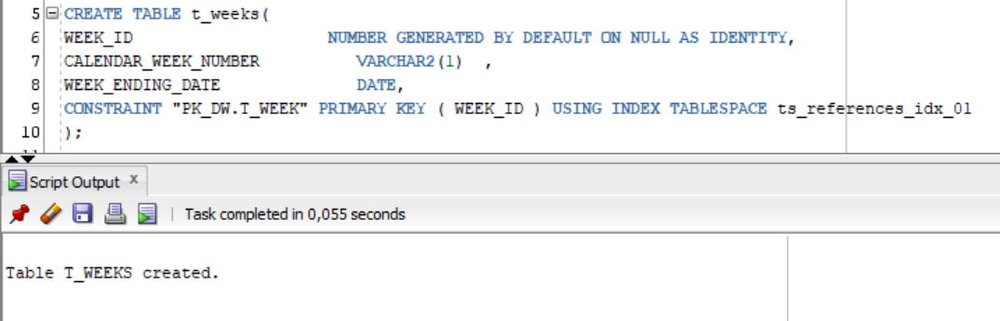 5 CREATE TABLE t_weeks(
6 WEEK_ID NUMBER GENERATED BY DEFAULT ON NULL AS IDENTITY,
7 CALENDAR_WEEK_NUMBER VARCHAR2(1) ,
8 WEEK_ENDING_DATE DATE,
9 CONSTRAINT "PK_DW.T_WEEK" PRIMARY KEY ( WEEK_ID ) USING INDEX TABLESPACE ts_references_idx_01
10 );
Script Output x
Task completed in 0,055 seconds
Table T_WEEKS created.